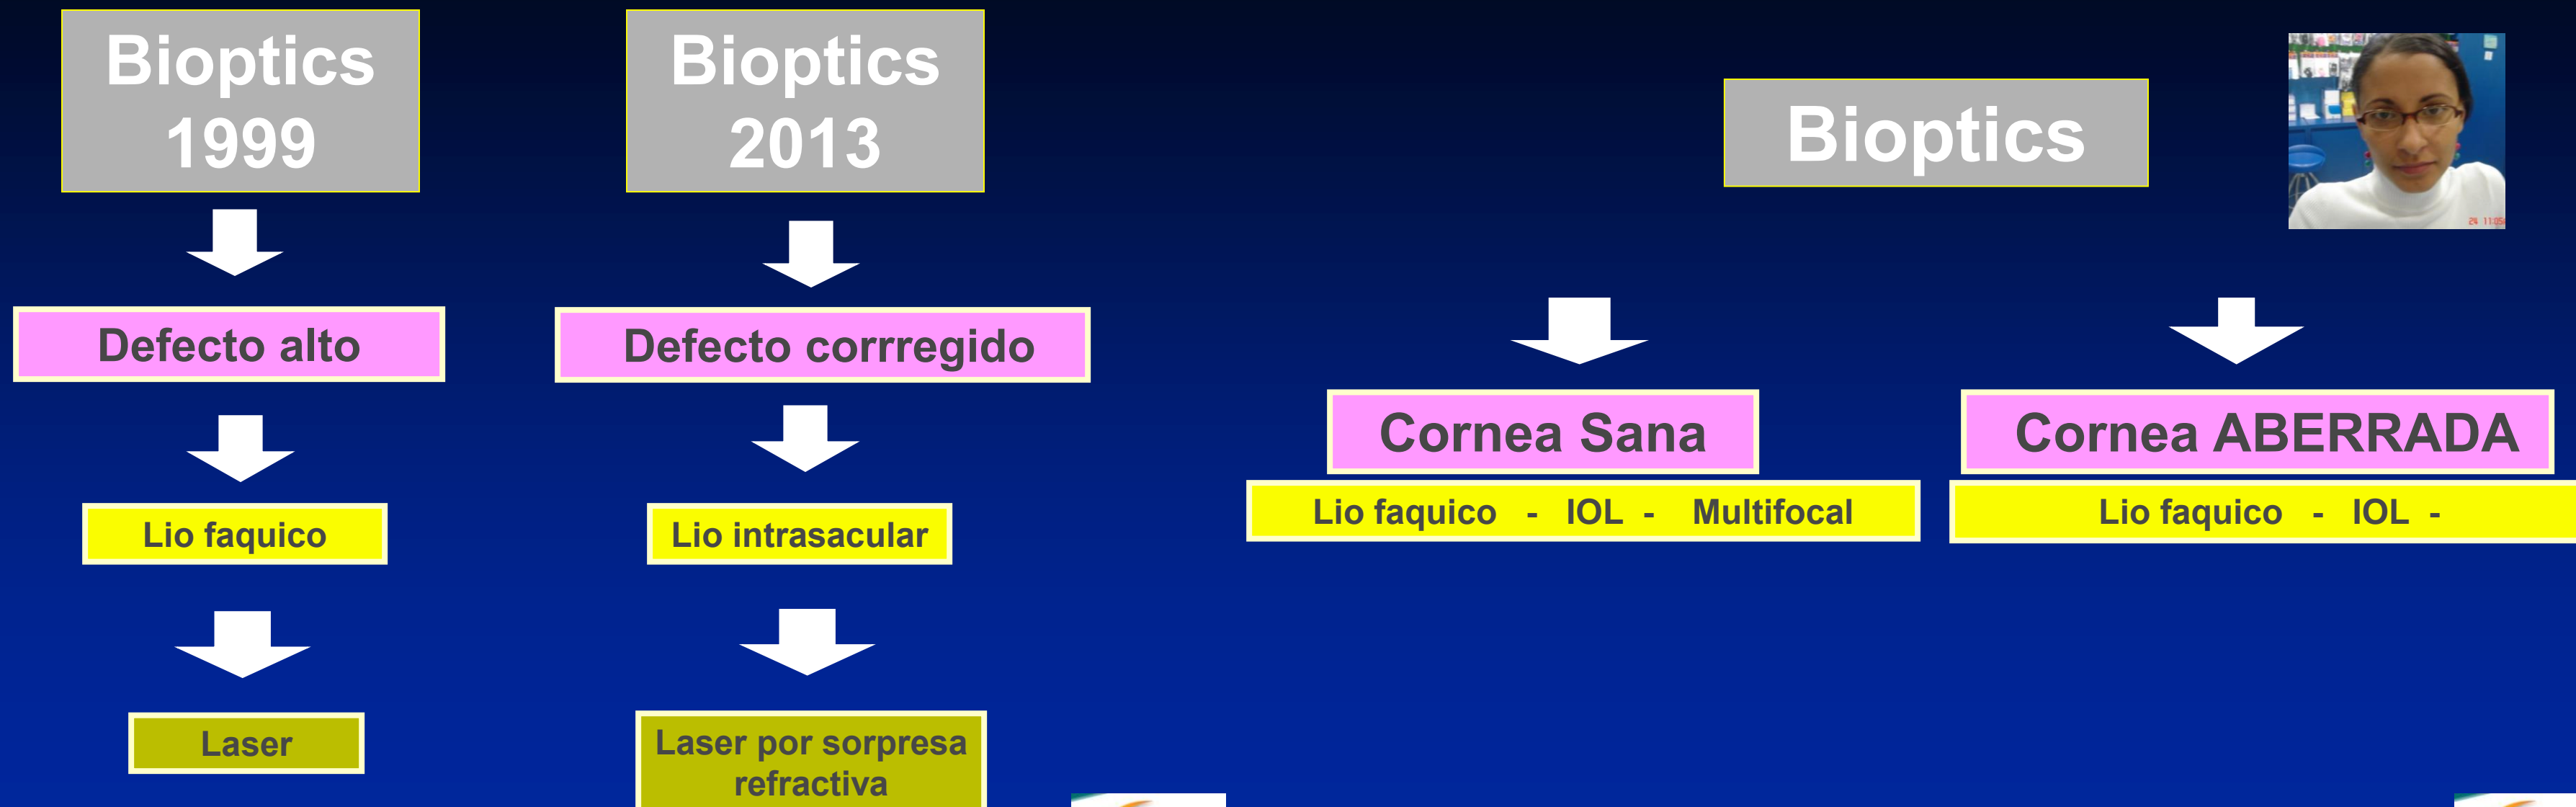 Bioptics
1999
Defecto alto
Lio faquico
Laser
Bioptics
2013
Defecto corrregido
Lio intrasacular
Laser por sorpresa
refractiva
Bioptics
Cornea Sana
Lio faquico - IOL - Multifocal
Cornea ABERRADA
Lio faquico - IOL -